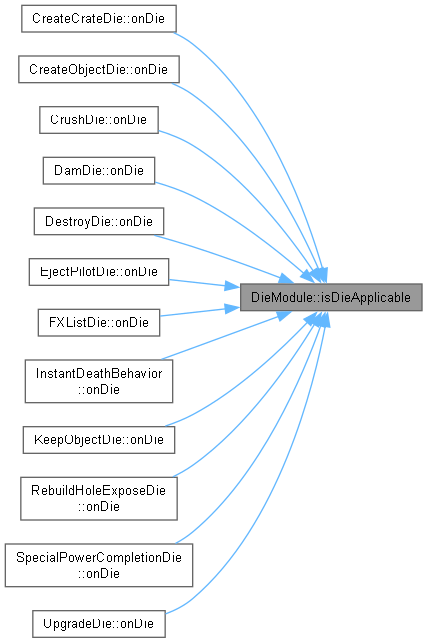 CreateCrateDie::onDie
CreateObjectDie::onDie
CrushDie::onDie
DamDie::onDie
DestroyDie::onDie
EjectPilotDie::onDie
DieModule::isDieApplicable
FXListDie::onDie
InstantDeathBehavior
::onDie
KeepObjectDie::onDie
RebuildHoleExposeDie
::onDie
SpecialPowerCompletionDie
::onDie
UpgradeDie::onDie